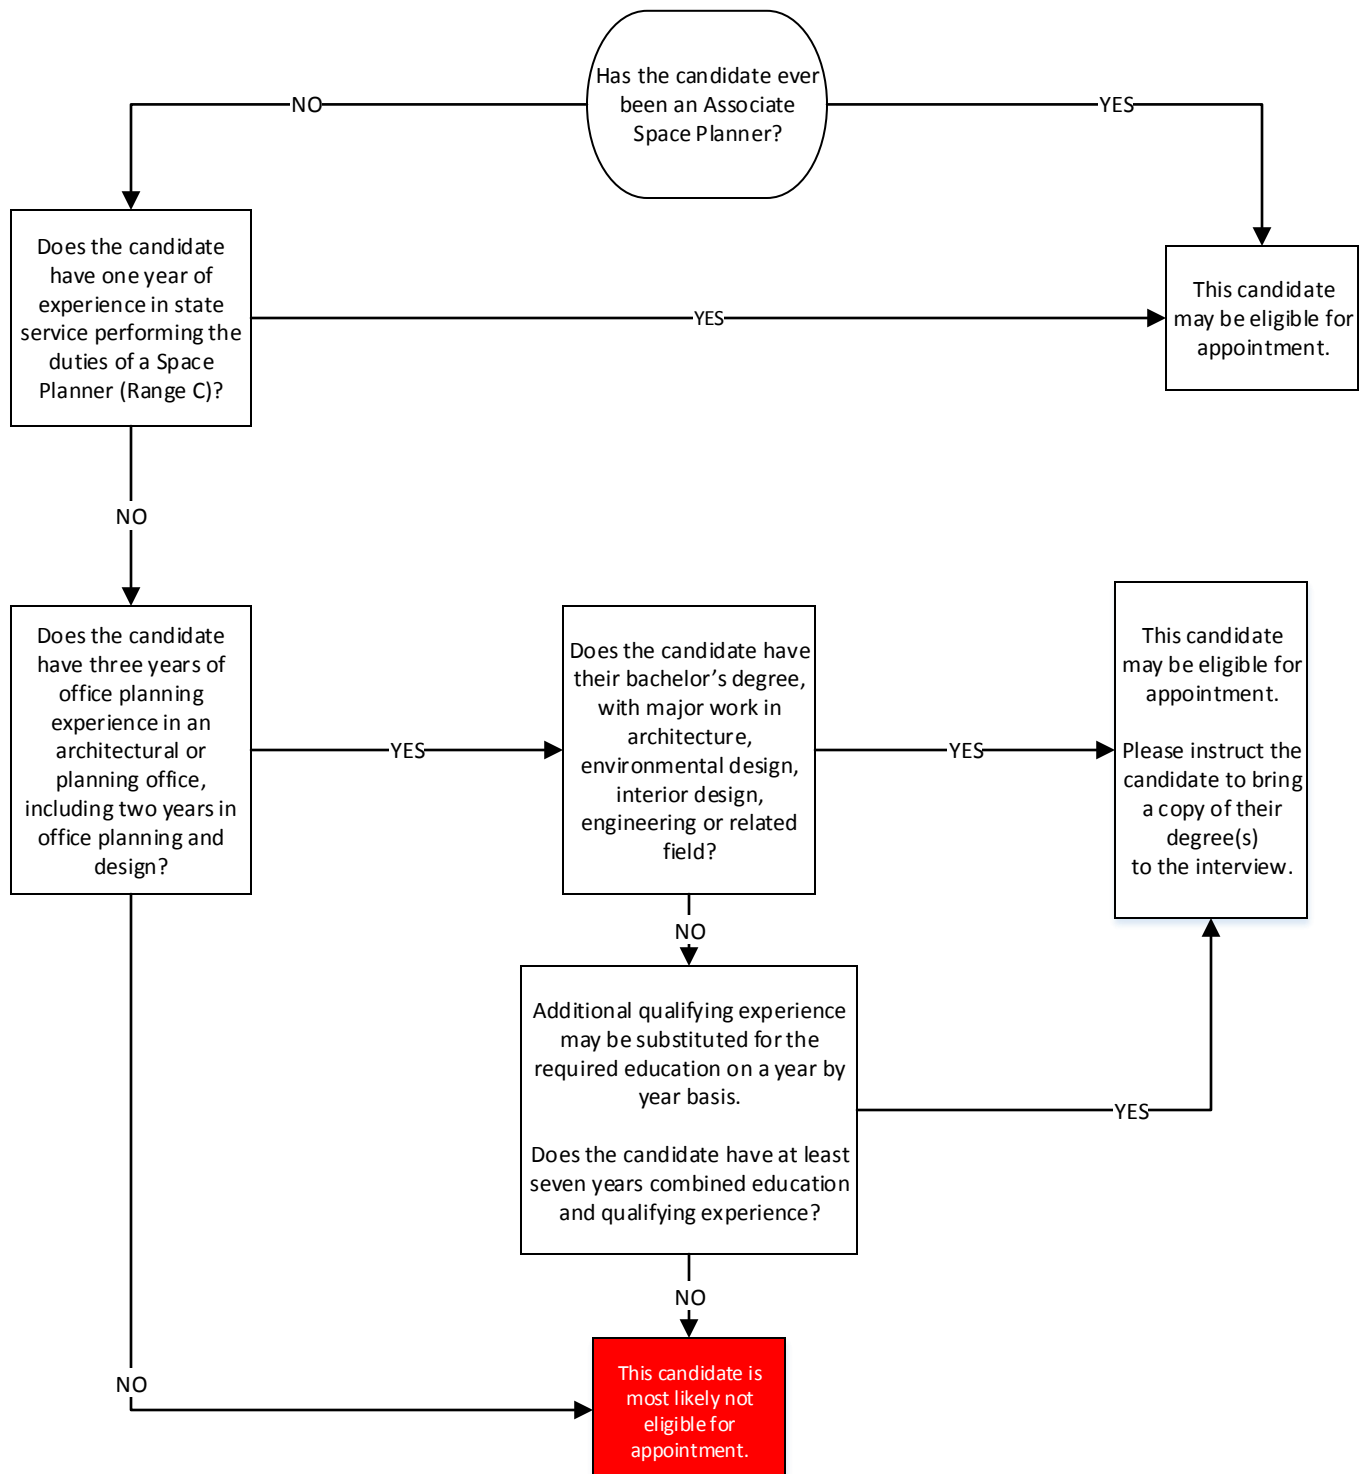 Has the candidate ever
been an Associate
Space Planner?
NO
YES
Does the candidate
have one year of
experience in state
service performing the
duties of a Space
Planner (Range C)?
YES
This candidate
may be eligible for
appointment.
NO
Does the candidate
have three years of
office planning
experience in an
architectural or
planning office,
including two years in
office planning and
design?
YES
Does the candidate have
their bachelor’s degree,
with major work in
architecture,
environmental design,
interior design,
engineering or related
field?
YES
This candidate
may be eligible for
appointment.
Please instruct the
candidate to bring
a copy of their
degree(s)
to the interview.
NO
Additional qualifying experience
may be substituted for the
required education on a year by
year basis.
Does the candidate have at least
seven years combined education
and qualifying experience?
YES
NO
NO
This candidate is
most likely not
eligible for
appointment.